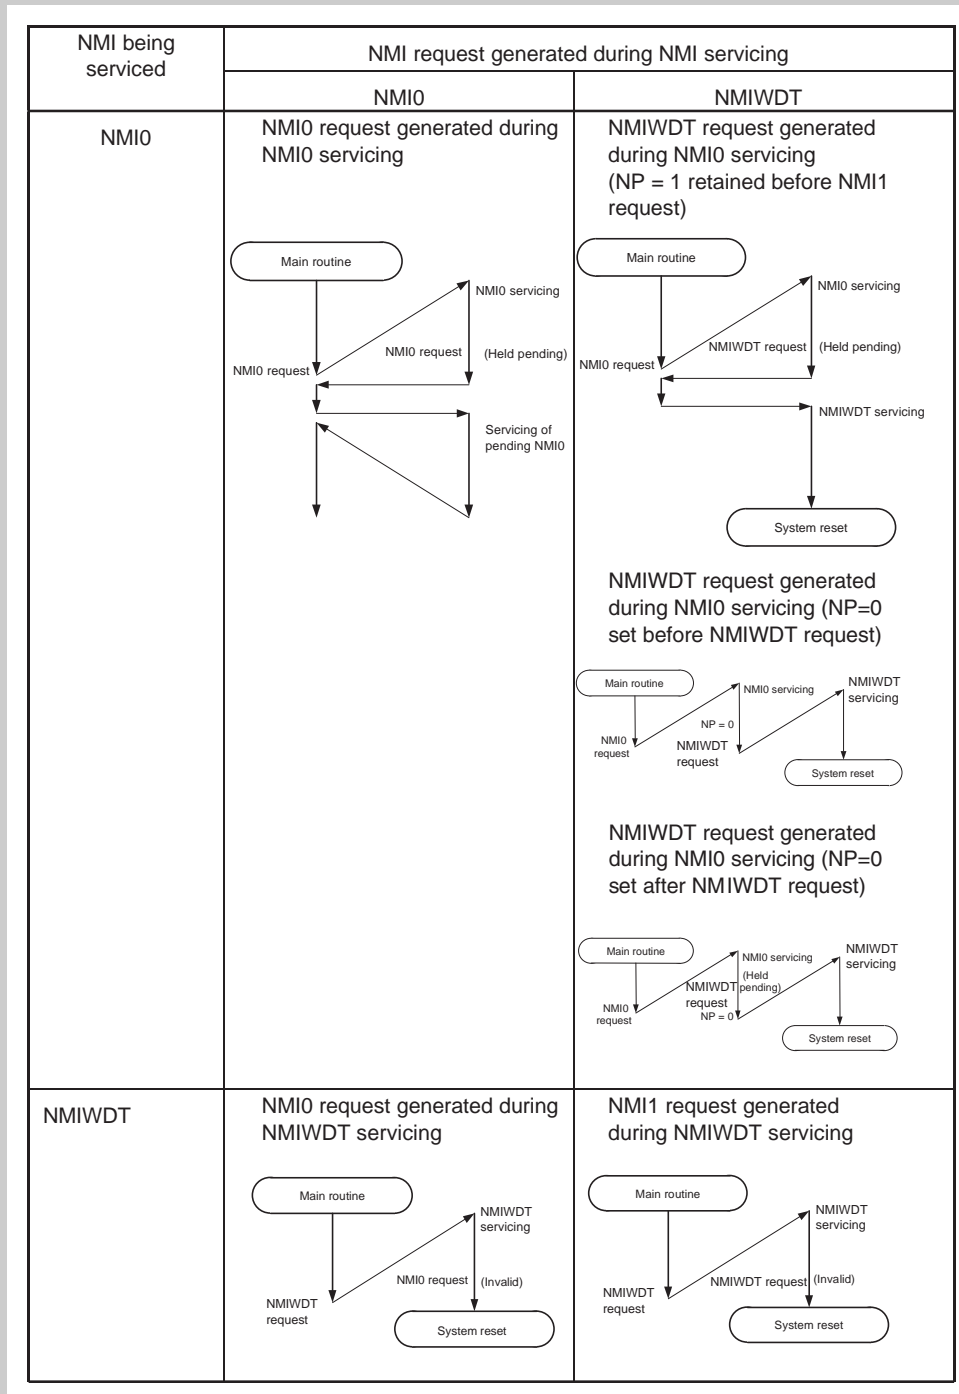 NMI being
serviced
NMI request generated during NMI servicing
NMI0
NMIWDT
NMI0
NMI0 request generated during
NMI0 servicing
Main routine
NMI0 servicing
NMI0 request
(Held pending)
NMI0 request
Servicing of
pending NMI0
NMIWDT request generated
during NMI0 servicing
(NP = 1 retained before NMI1
request)
Main routine
NMI0 servicing
NMIWDT request
(Held pending)
NMI0 request
NMIWDT servicing
System reset
NMIWDT request generated
during NMI0 servicing (NP=0
set before NMIWDT request)
Main routine
NMI0 servicing
NMIWDT
servicing
NP = 0
NMI0
request
NMIWDT
request
System reset
NMIWDT request generated
during NMI0 servicing (NP=0
set after NMIWDT request)
Main routine
NMI0 servicing
NMIWDT
servicing
(Held
pending)
NMIWDT
request
NP = 0
NMI0
request
System reset
NMIWDT
NMI0 request generated during
NMIWDT servicing
Main routine
NMIWDT
servicing
NMI0 request
(Invalid)
NMIWDT
request
System reset
NMI1 request generated
during NMIWDT servicing
Main routine
NMIWDT
servicing
NMIWDT request
(Invalid)
NMIWDT
request
System reset